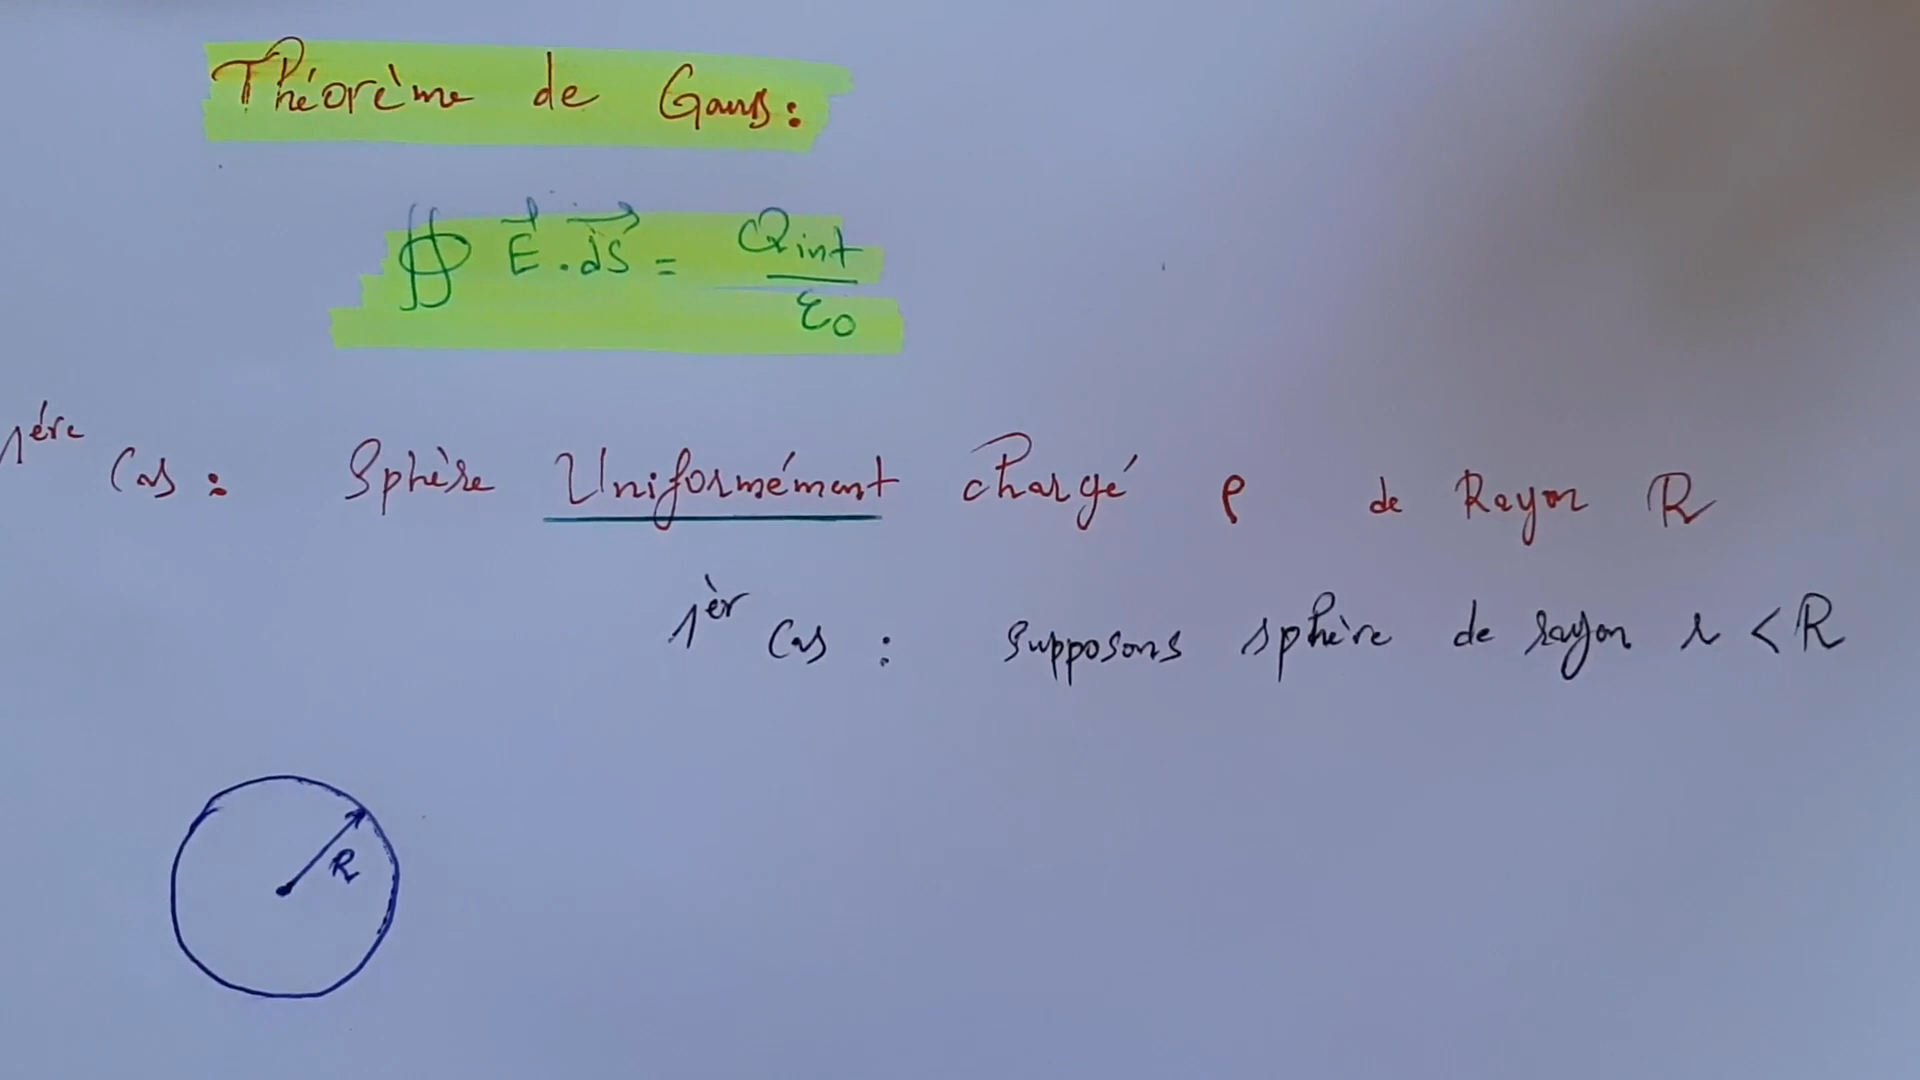 Théorème de Gauss :
∯ E⃗ . dS⃗ = Qint / ε0
1ère Cas : Sphère Uniformément chargé ρ de Rayon R
1èr Cas : supposons sphère de rayon r < R
R